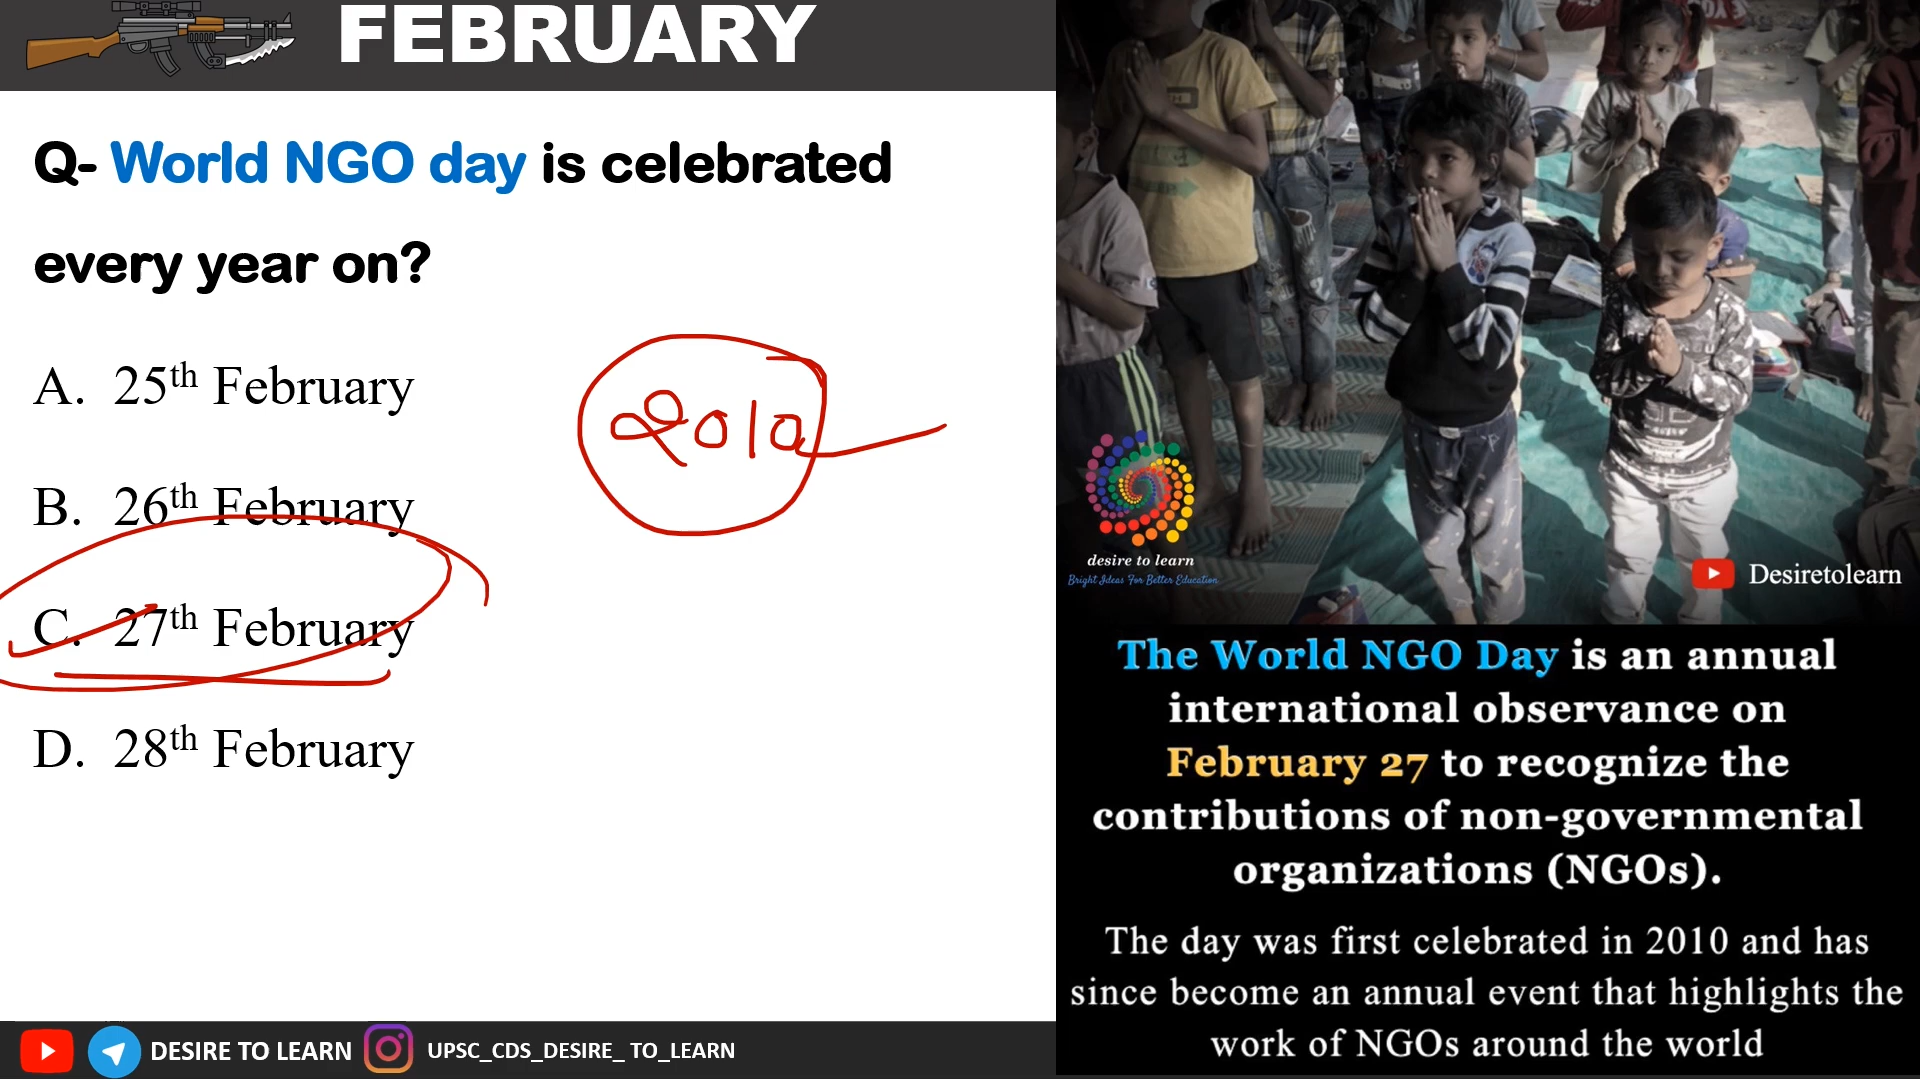 FEBRUARY
Q- World NGO day is celebrated
every year on?
A. 25th February
B. 26th February
C. 27th February
D. 28th February
2010
desire to learn
Bright Ideas For Better Education
Desiretolearn
The World NGO Day is an annual
international observance on
February 27 to recognize the
contributions of non-governmental
organizations (NGOs).
The day was first celebrated in 2010 and has
since become an annual event that highlights the
work of NGOs around the world
DESIRE TO LEARN
UPSC_CDS_DESIRE_ TO_LEARN